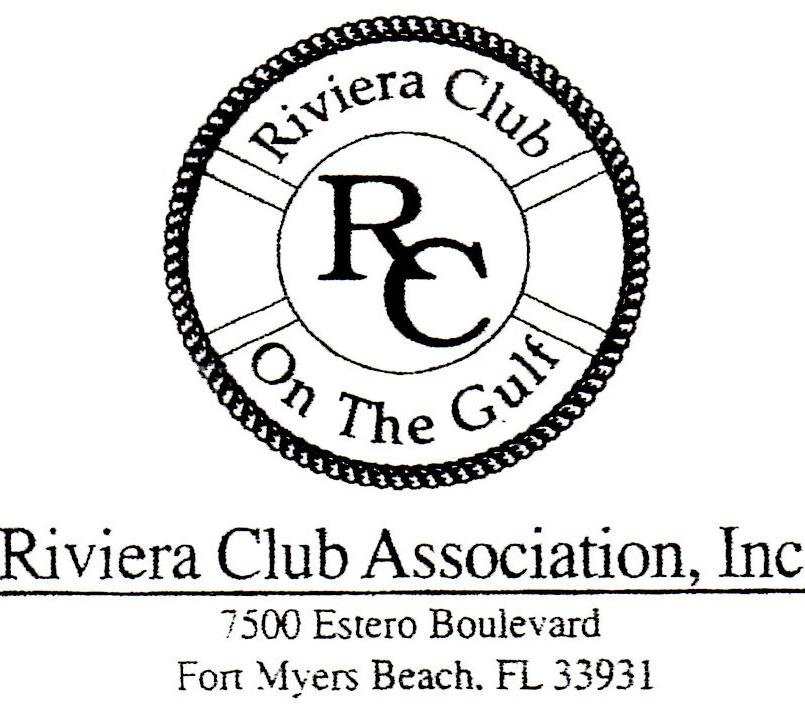 Riviera Club
RC
On The Gulf
Riviera Club Association, Inc
7500 Estero Boulevard
Fort Myers Beach. FL 33931